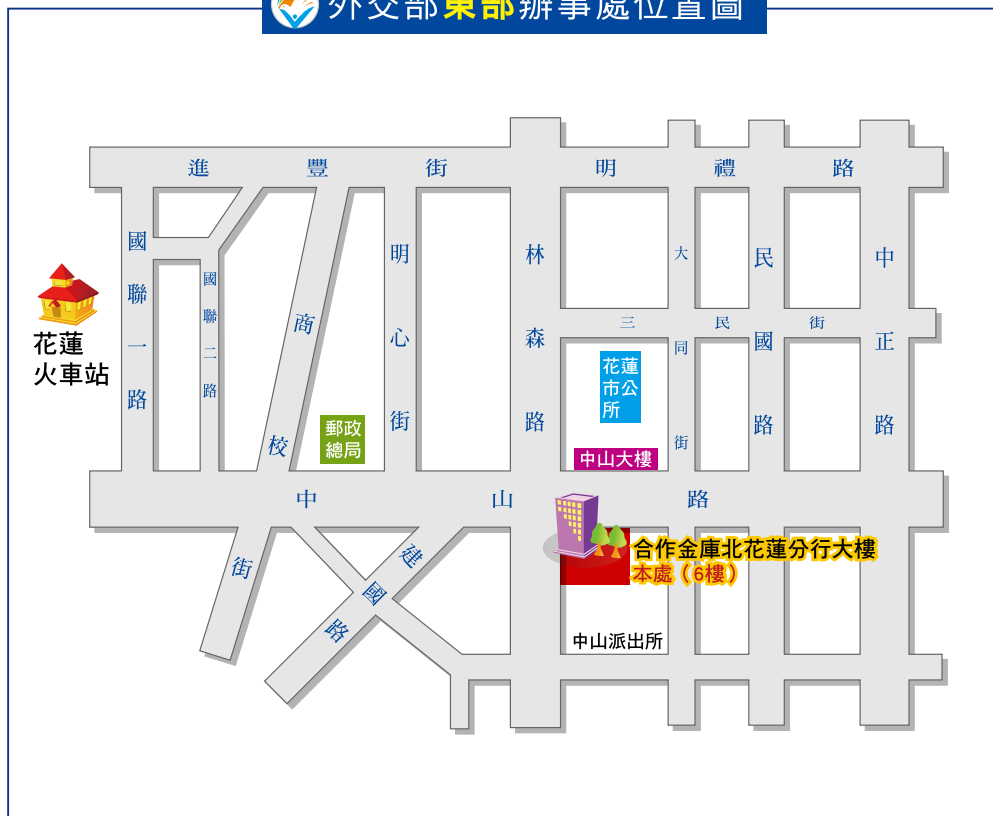 外交部東部辦事處位置圖
進豐街
明禮路
國聯一路
國聯二路
商校街
明心街
林森路
大同街
民國路
中正路
三民街
花蓮
火車站
花蓮
市公
所
郵政
總局
中山大樓
中山路
合作金庫北花蓮分行大樓
本處（6樓）
建國路
中山派出所